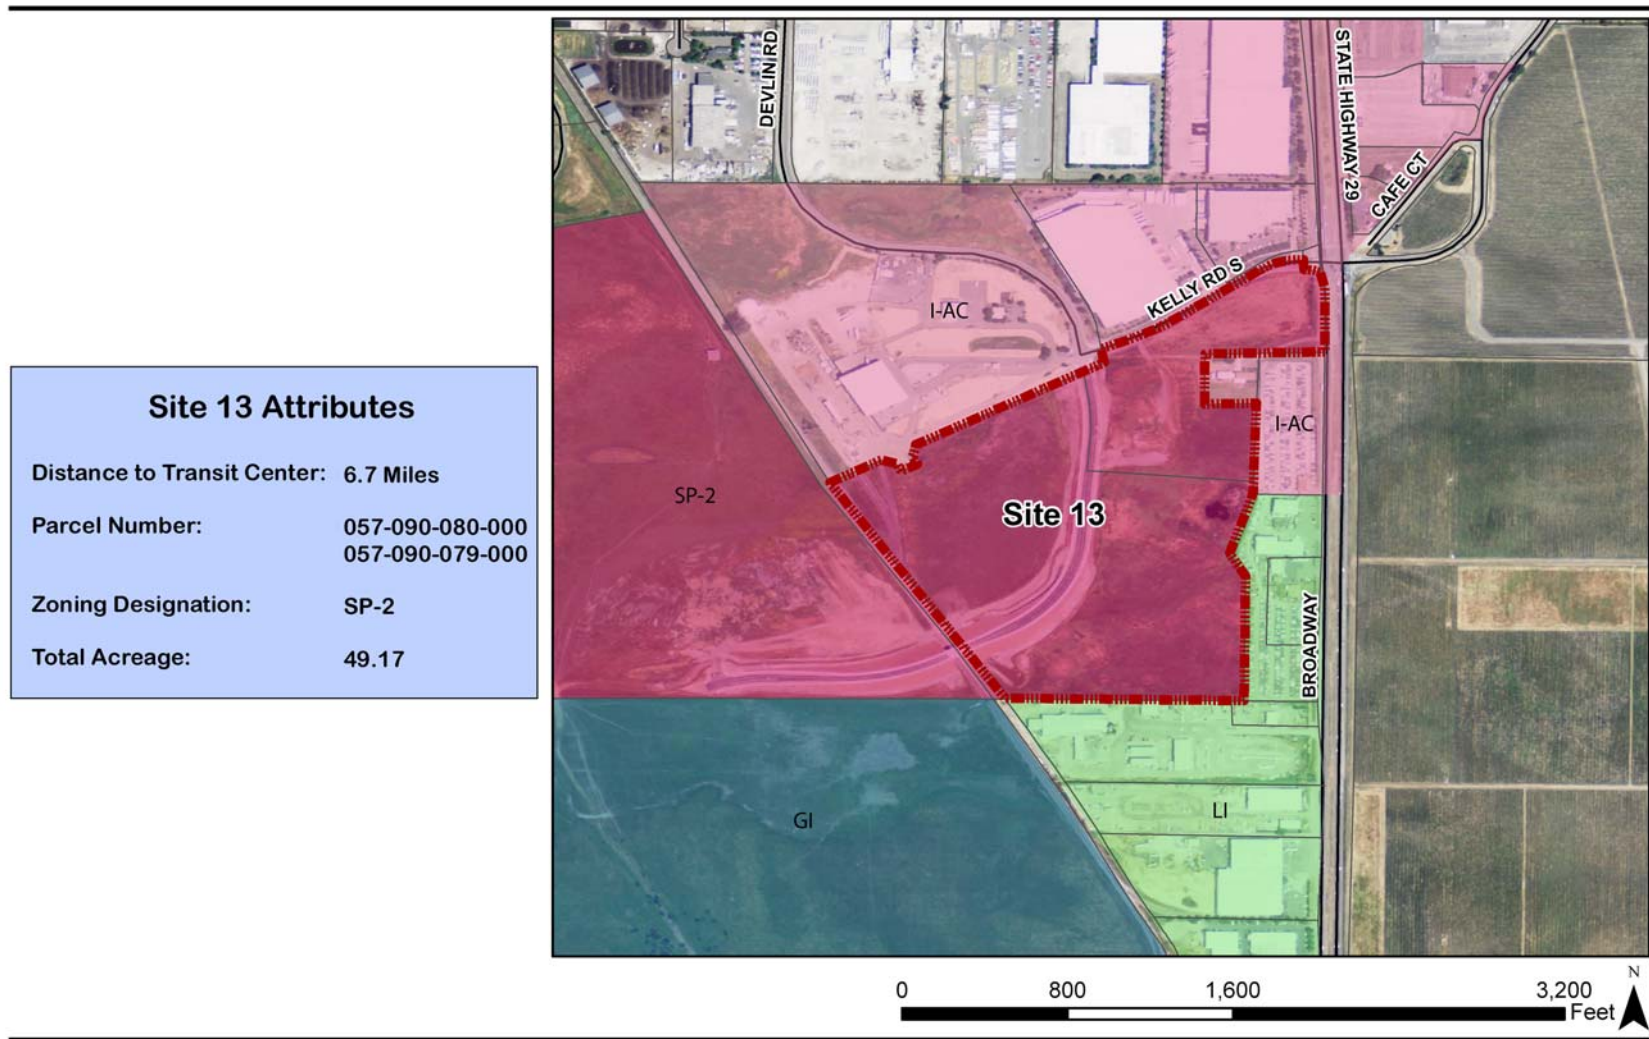 Site 13 Attributes
Distance to Transit Center: 6.7 Miles
Parcel Number: 057-090-080-000
057-090-079-000
Zoning Designation: SP-2
Total Acreage: 49.17
DEVLIN RD
STATE HIGHWAY 29
CAFE CT
KELLY RD S
I-AC
I-AC
SP-2
Site 13
BROADWAY
GI
LI
0 800 1,600 3,200
Feet
N